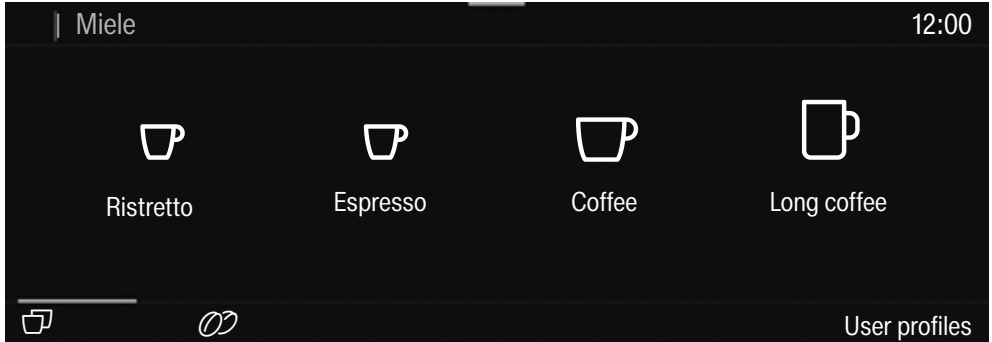 Miele
12:00
Ristretto
Espresso
Coffee
Long coffee
User profiles